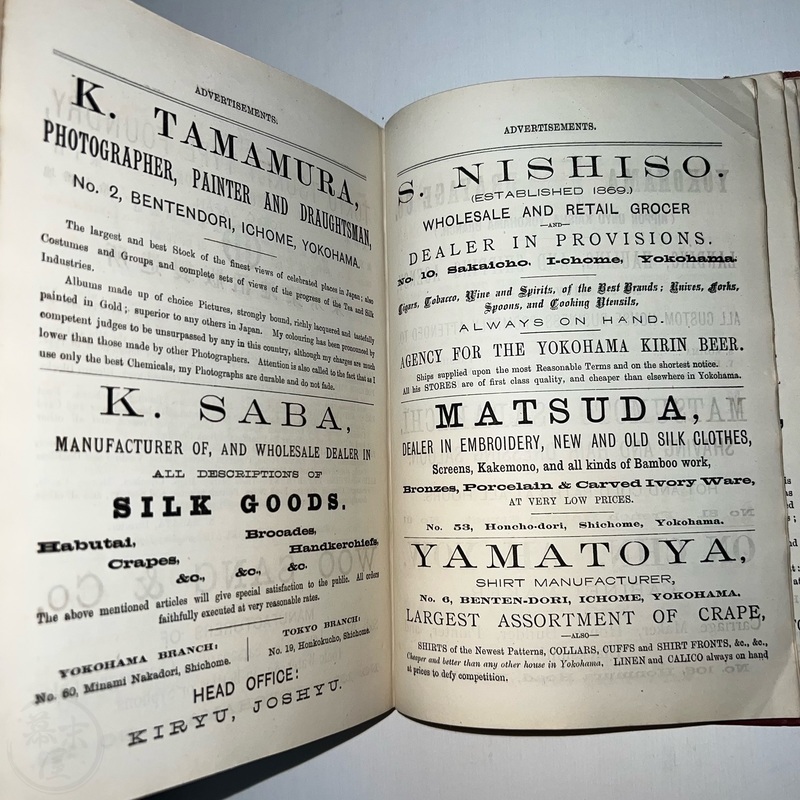 ADVERTISEMENTS.
K. TAMAMURA,
PHOTOGRAPHER, PAINTER AND DRAUGHTSMAN,
No. 2, BENTENDORI, ICHOME, YOKOHAMA.
The largest and best Stock of the finest views of celebrated places in Japan; also
Costumes and Groups and complete sets of views of the progress of the Tea and Silk
Industries.
Albums made up of choice Pictures, strongly bound, richly lacquered and tastefully
painted in Gold; superior to any others in Japan. My colouring has been pronounced by
competent judges to be unsurpassed by any in this country, although my charges are much
lower than those made by other Photographers. Attention is also called to the fact that as I
use only the best Chemicals, my Photographs are durable and do not fade.
K. SABA,
MANUFACTURER OF, AND WHOLESALE DEALER IN
ALL DESCRIPTIONS OF
SILK GOODS.
Habutai, Brocades,
Crapes, Handkerchiefs,
&c., &c., &c.
The above mentioned articles will give special satisfaction to the public. All orders
faithfully executed at very reasonable rates.
YOKOHAMA BRANCH:
No. 60, Minami Nakadori, Shichome.
TOKYO BRANCH:
No. 19, Honkokucho, Shichome.
HEAD OFFICE:
KIRYU, JOSHYU.
ADVERTISEMENTS.
S. NISHISO.
(ESTABLISHED 1869.)
WHOLESALE AND RETAIL GROCER
—AND—
DEALER IN PROVISIONS.
No. 10, Sakaicho, I-chome, Yokohama.
Cigars, Tobacco, Wine and Spirits, of the Best Brands; Knives, Forks,
Spoons, and Cooking Utensils,
ALWAYS ON HAND.
AGENCY FOR THE YOKOHAMA KIRIN BEER.
Ships supplied upon the most Reasonable Terms and on the shortest notice.
All his STORES are of first class quality, and cheaper than elsewhere in Yokohama.
MATSUDA,
DEALER IN EMBROIDERY, NEW AND OLD SILK CLOTHES,
Screens, Kakemono, and all kinds of Bamboo work,
Bronzes, Porcelain & Carved Ivory Ware,
AT VERY LOW PRICES.
No. 53, Honcho-dori, Shichome, Yokohama.
YAMATOYA,
SHIRT MANUFACTURER,
No. 6, BENTEN-DORI, ICHOME, YOKOHAMA.
LARGEST ASSORTMENT OF CRAPE,
—ALSO—
SHIRTS of the Newest Patterns, COLLARS, CUFFS and SHIRT FRONTS, &c., &c.,
Cheaper and better than any other house in Yokohama. LINEN and CALICO always on hand
at prices to defy competition.